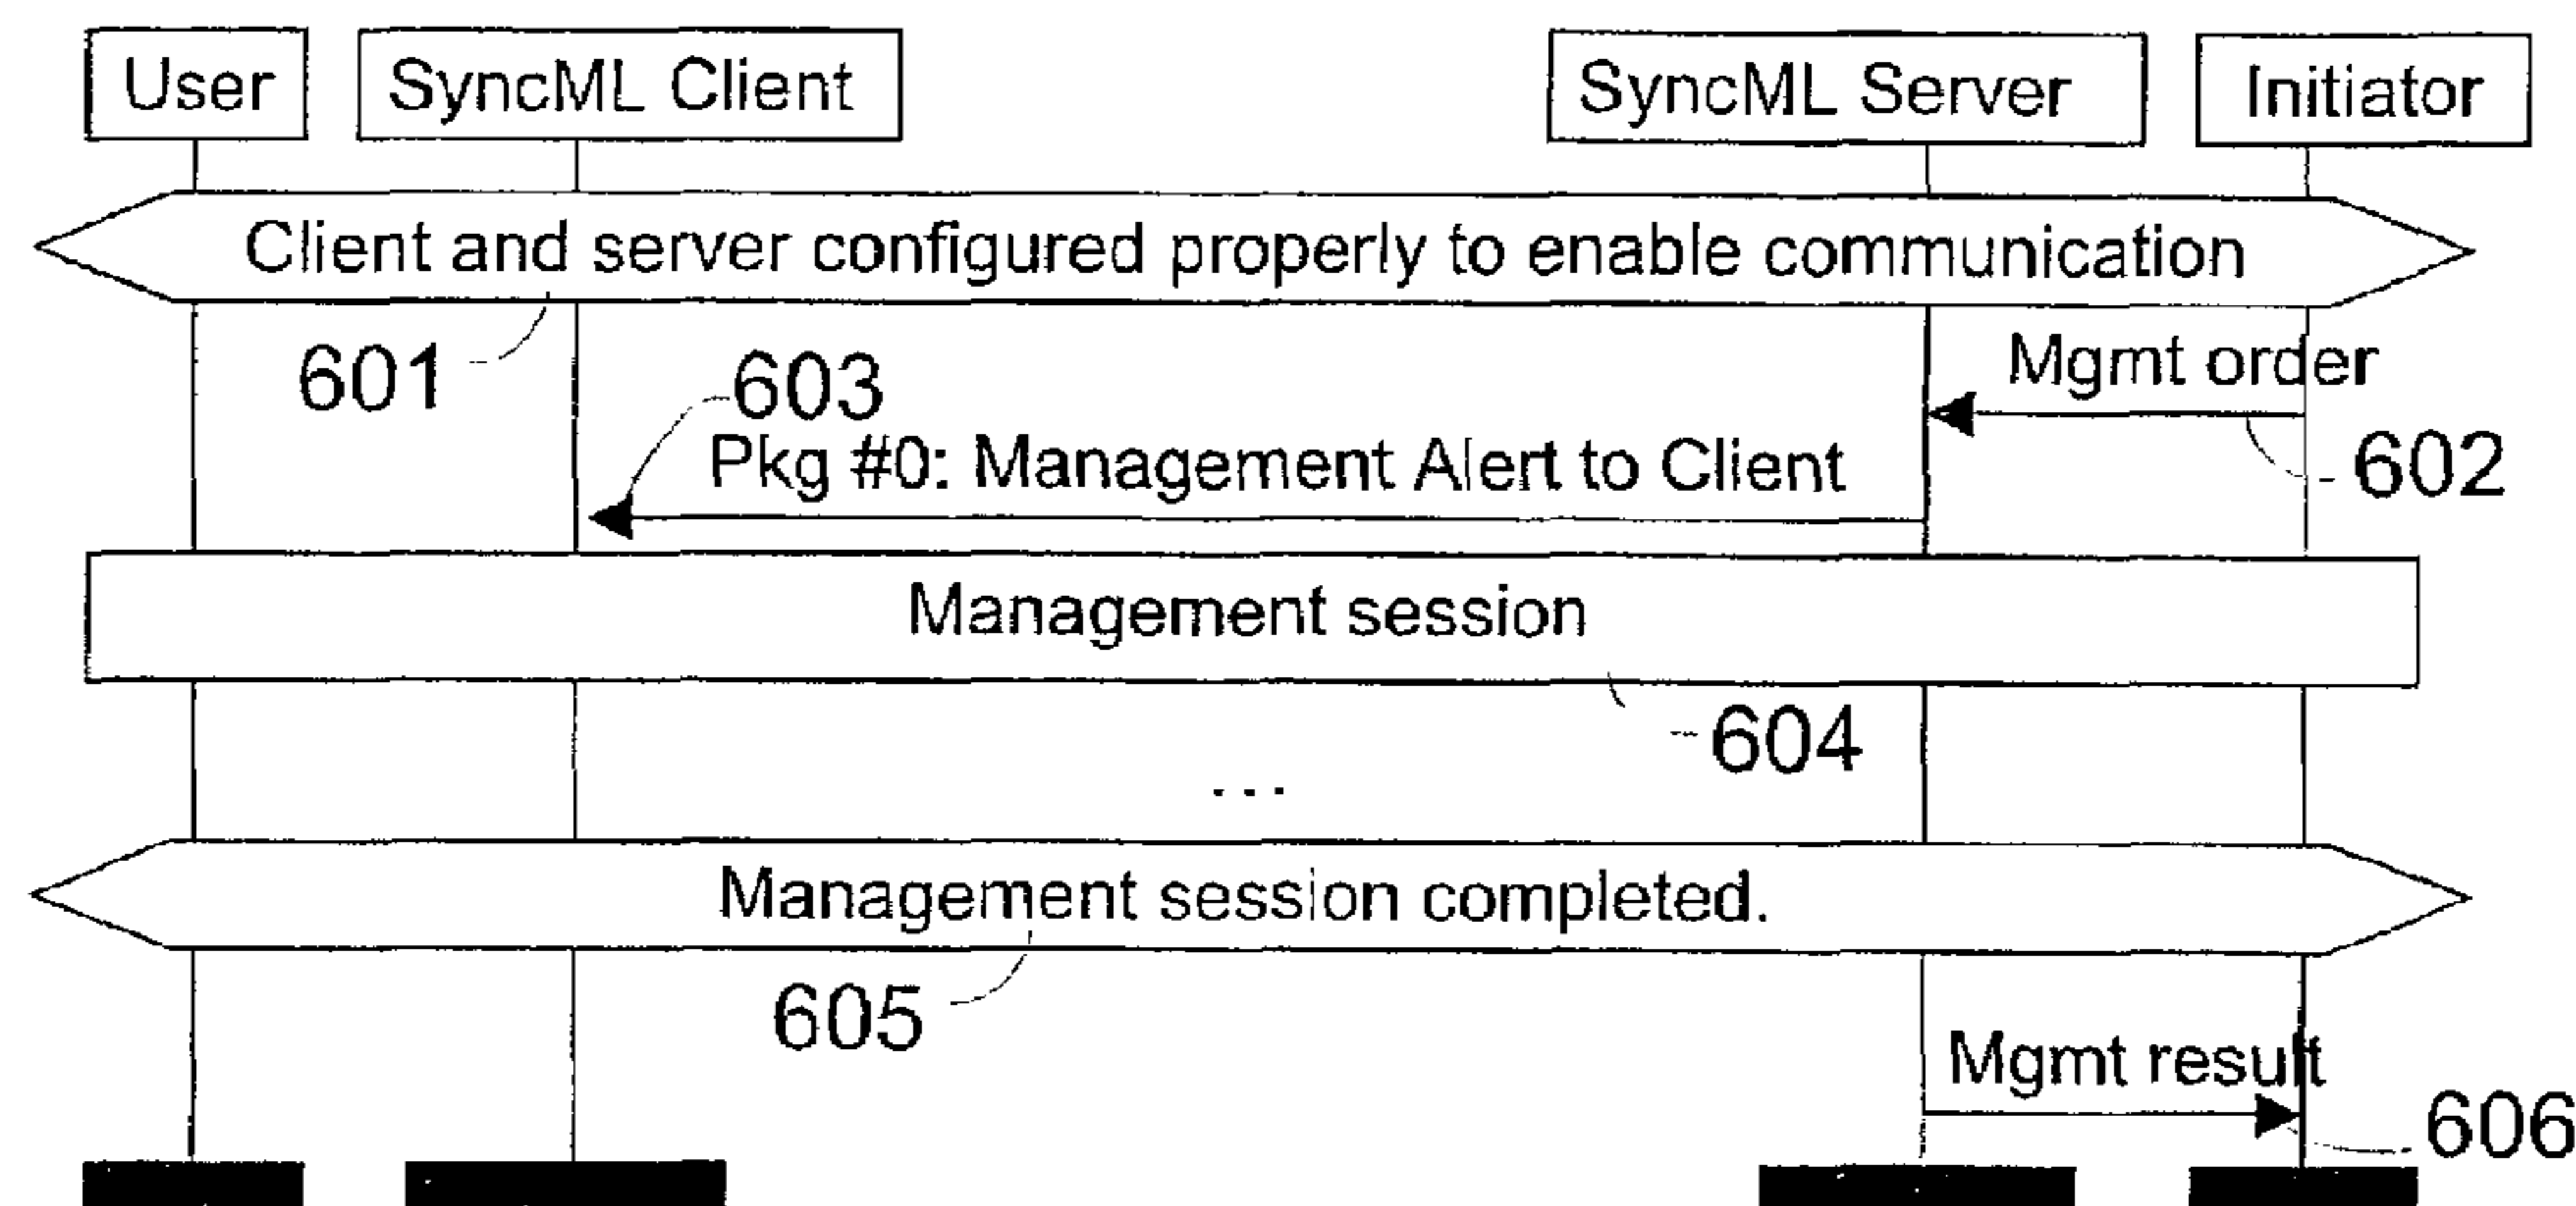 User
SyncML Client
SyncML Server
Initiator
Client and server configured properly to enable communication
601
603
Mgmt order
602
Pkg #0: Management Alert to Client
Management session
604
...
Management session completed.
605
Mgmt result
606